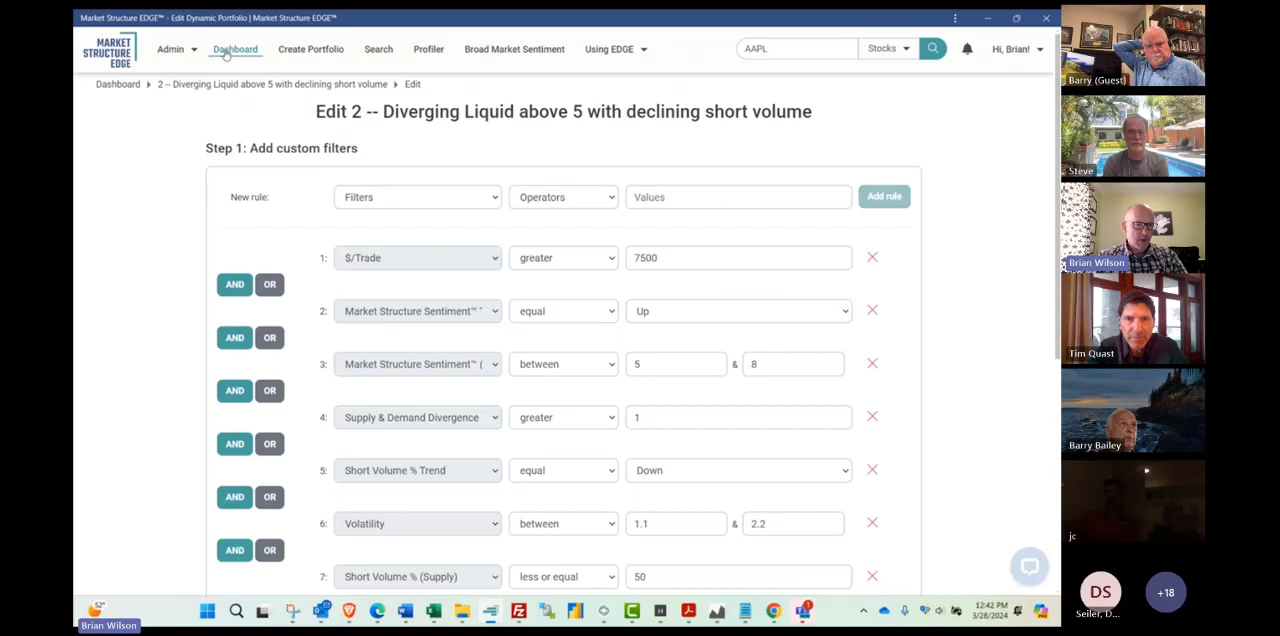 Market Structure EDGE™ - Edit Dynamic Portfolio | Market Structure EDGE™
MARKET STRUCTURE EDGE
Admin Dashboard Create Portfolio Search Profiler Broad Market Sentiment Using EDGE AAPL Stocks Hi, Brian!
Dashboard 2 -- Diverging Liquid above 5 with declining short volume Edit
Edit 2 -- Diverging Liquid above 5 with declining short volume
Step 1: Add custom filters
New rule: Filters Operators Values Add rule
1: $/Trade greater 7500
AND OR
2: Market Structure Sentiment™ equal Up
AND OR
3: Market Structure Sentiment™ ( between 5 & 8
AND OR
4: Supply & Demand Divergence greater 1
AND OR
5: Short Volume % Trend equal Down
AND OR
6: Volatility between 1.1 & 2.2
AND OR
7: Short Volume % (Supply) less or equal 50
52°
12:42 PM
3/28/2024
Brian Wilson
Barry (Guest)
Steve
Brian Wilson
Tim Quast
Barry Bailey
jc
DS
Seiler, D...
+18